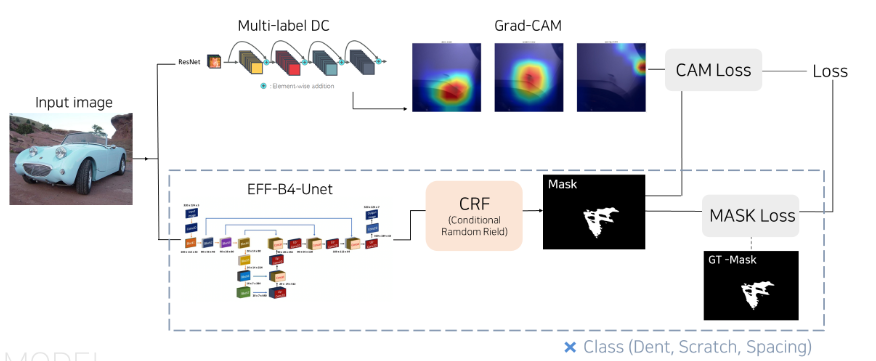 Multi-label DC
Grad-CAM
ResNet
: Element-wise addition
CAM Loss
Loss
Input image
EFF-B4-Unet
CRF
(Conditional
Ramdom Rield)
Mask
MASK Loss
GT -Mask
× Class (Dent, Scratch, Spacing)
MODEL